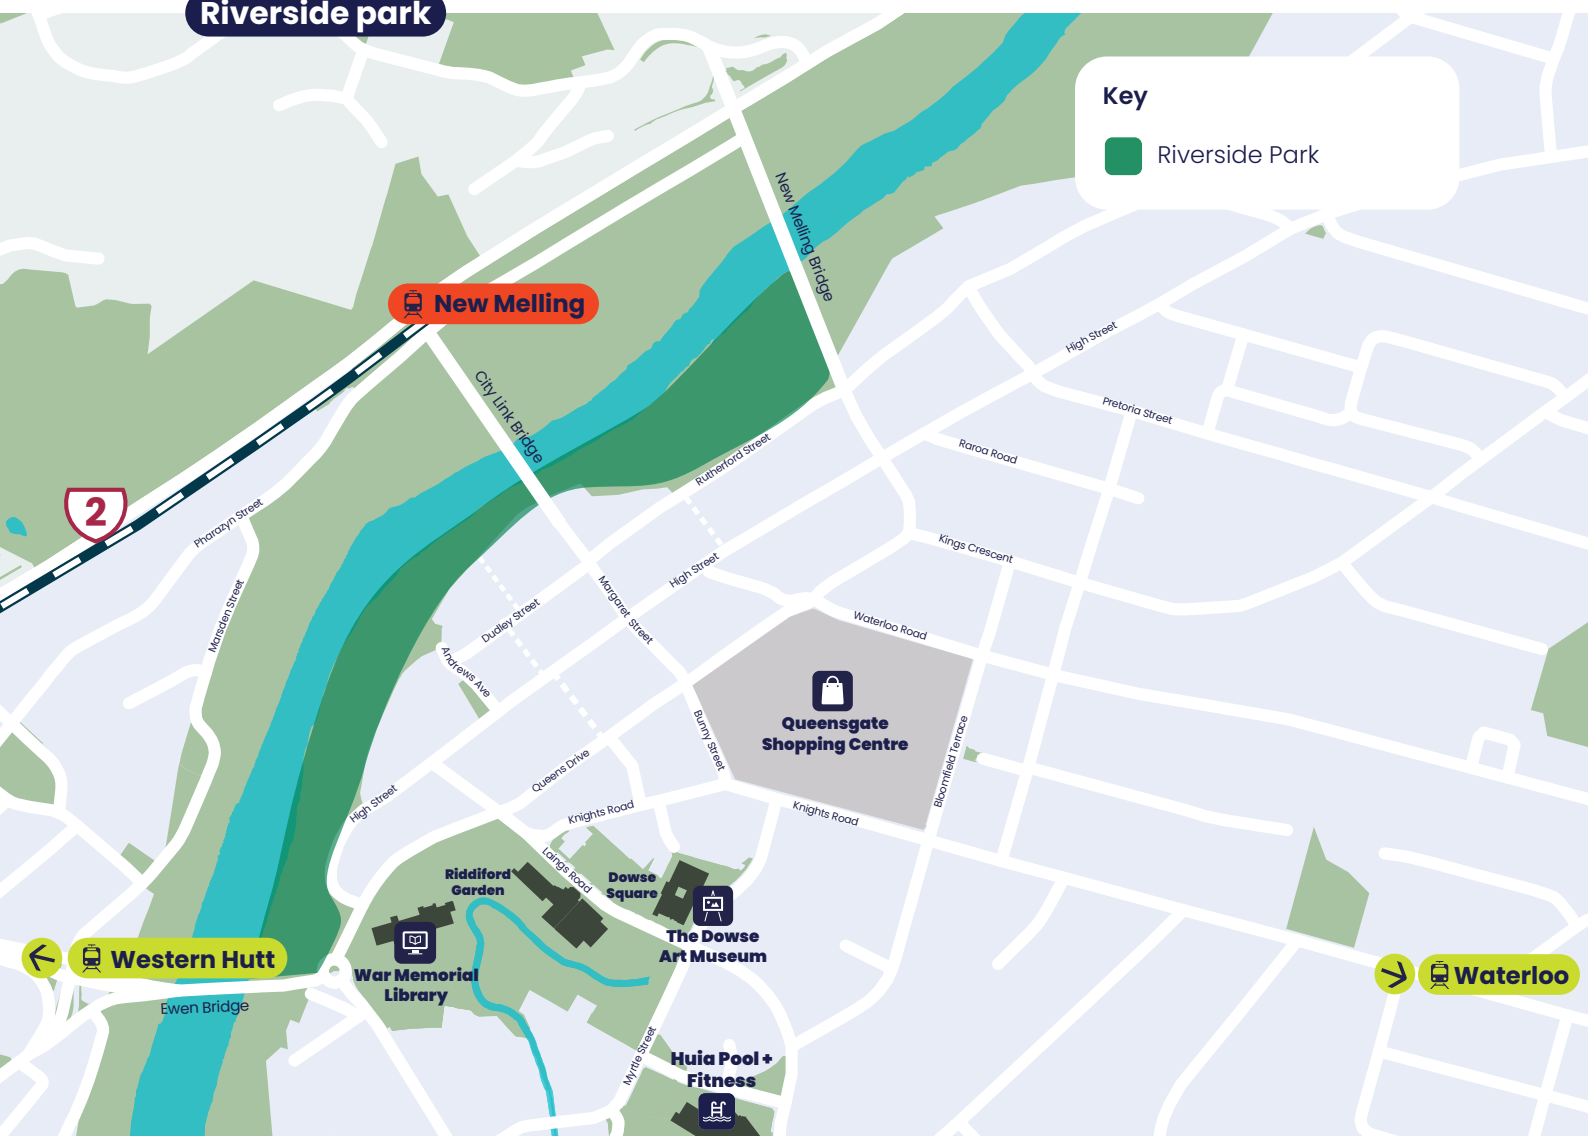 Riverside park
Key
Riverside Park
New Melling Bridge
New Melling
High Street
City Link Bridge
Pretoria Street
Raroa Road
Rutherford Street
2
Pharazyn Street
Kings Crescent
High Street
Marsden Street
Margaret Street
Dudley Street
Waterloo Road
Andrews Ave
Queensgate
Shopping Centre
Bunny Street
Bloomfield Terrace
Queens Drive
High Street
Knights Road
Knights Road
Laings Road
Riddiford
Garden
Dowse
Square
The Dowse
Art Museum
Western Hutt
War Memorial
Library
Waterloo
Ewen Bridge
Myrtle Street
Huia Pool +
Fitness